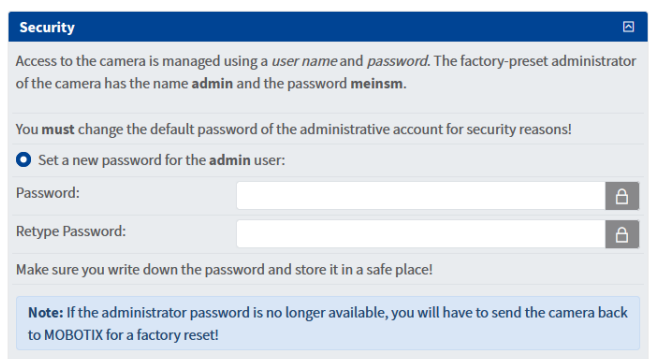 Security
Access to the camera is managed using a user name and password. The factory-preset administrator
of the camera has the name admin and the password meinsm.
You must change the default password of the administrative account for security reasons!
Set a new password for the admin user:
Password:
Retype Password:
Make sure you write down the password and store it in a safe place!
Note: If the administrator password is no longer available, you will have to send the camera back
to MOBOTIX for a factory reset!